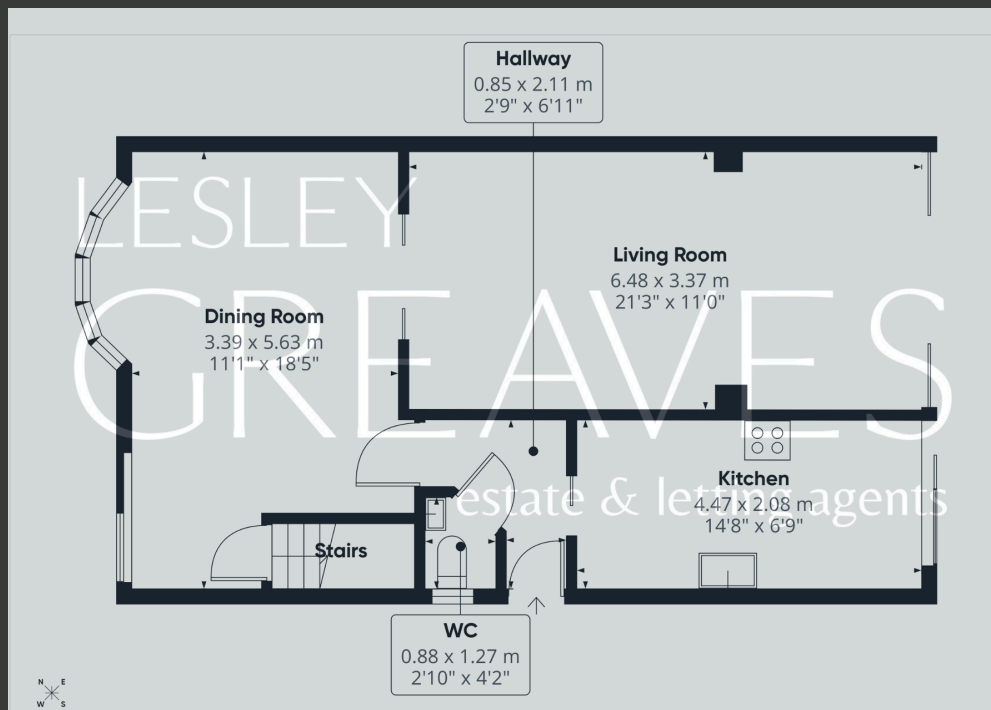 Hallway
0.85 x 2.11 m
2'9" x 6'11"
LESLEY
GREAVES
estate & letting agents
Living Room
6.48 x 3.37 m
21'3" x 11'0"
Dining Room
3.39 x 5.63 m
11'1" x 18'5"
Kitchen
4.47 x 2.08 m
14'8" x 6'9"
Stairs
WC
0.88 x 1.27 m
2'10" x 4'2"
N E
W S